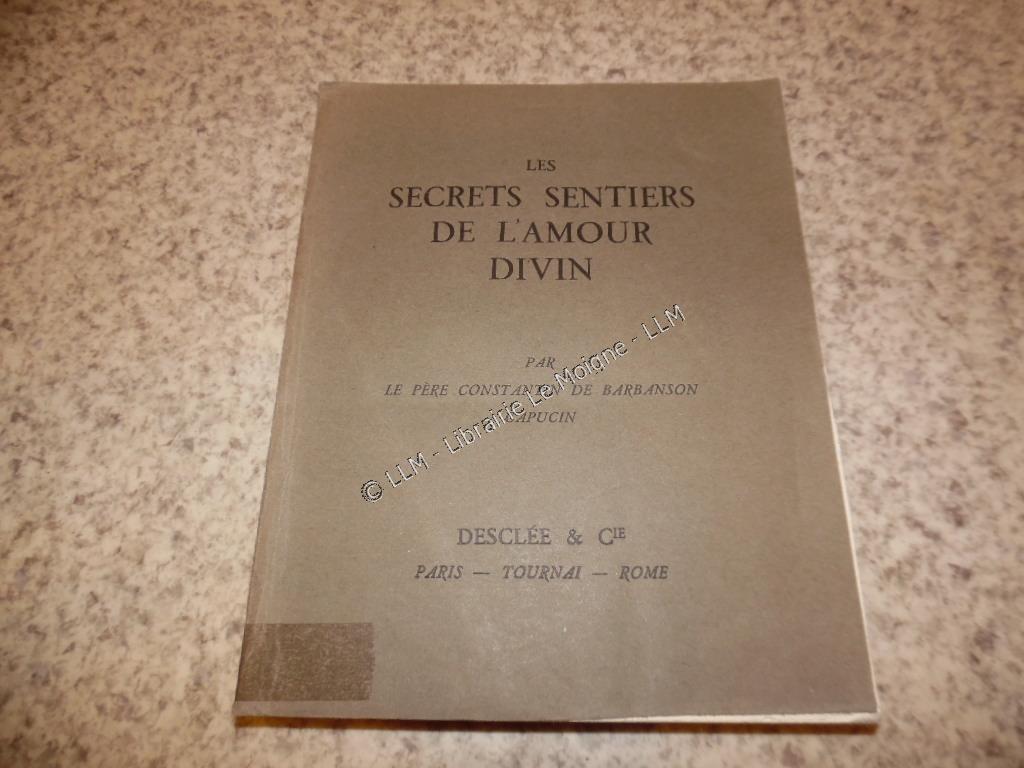 LES
SECRETS SENTIERS
DE L'AMOUR
DIVIN
PAR
LE PÈRE CONSTANTIN DE BARBANSON
CAPUCIN
© LLM - Librairie Le Moigne - LLM
DESCLÉE & CIE
PARIS — TOURNAI — ROME